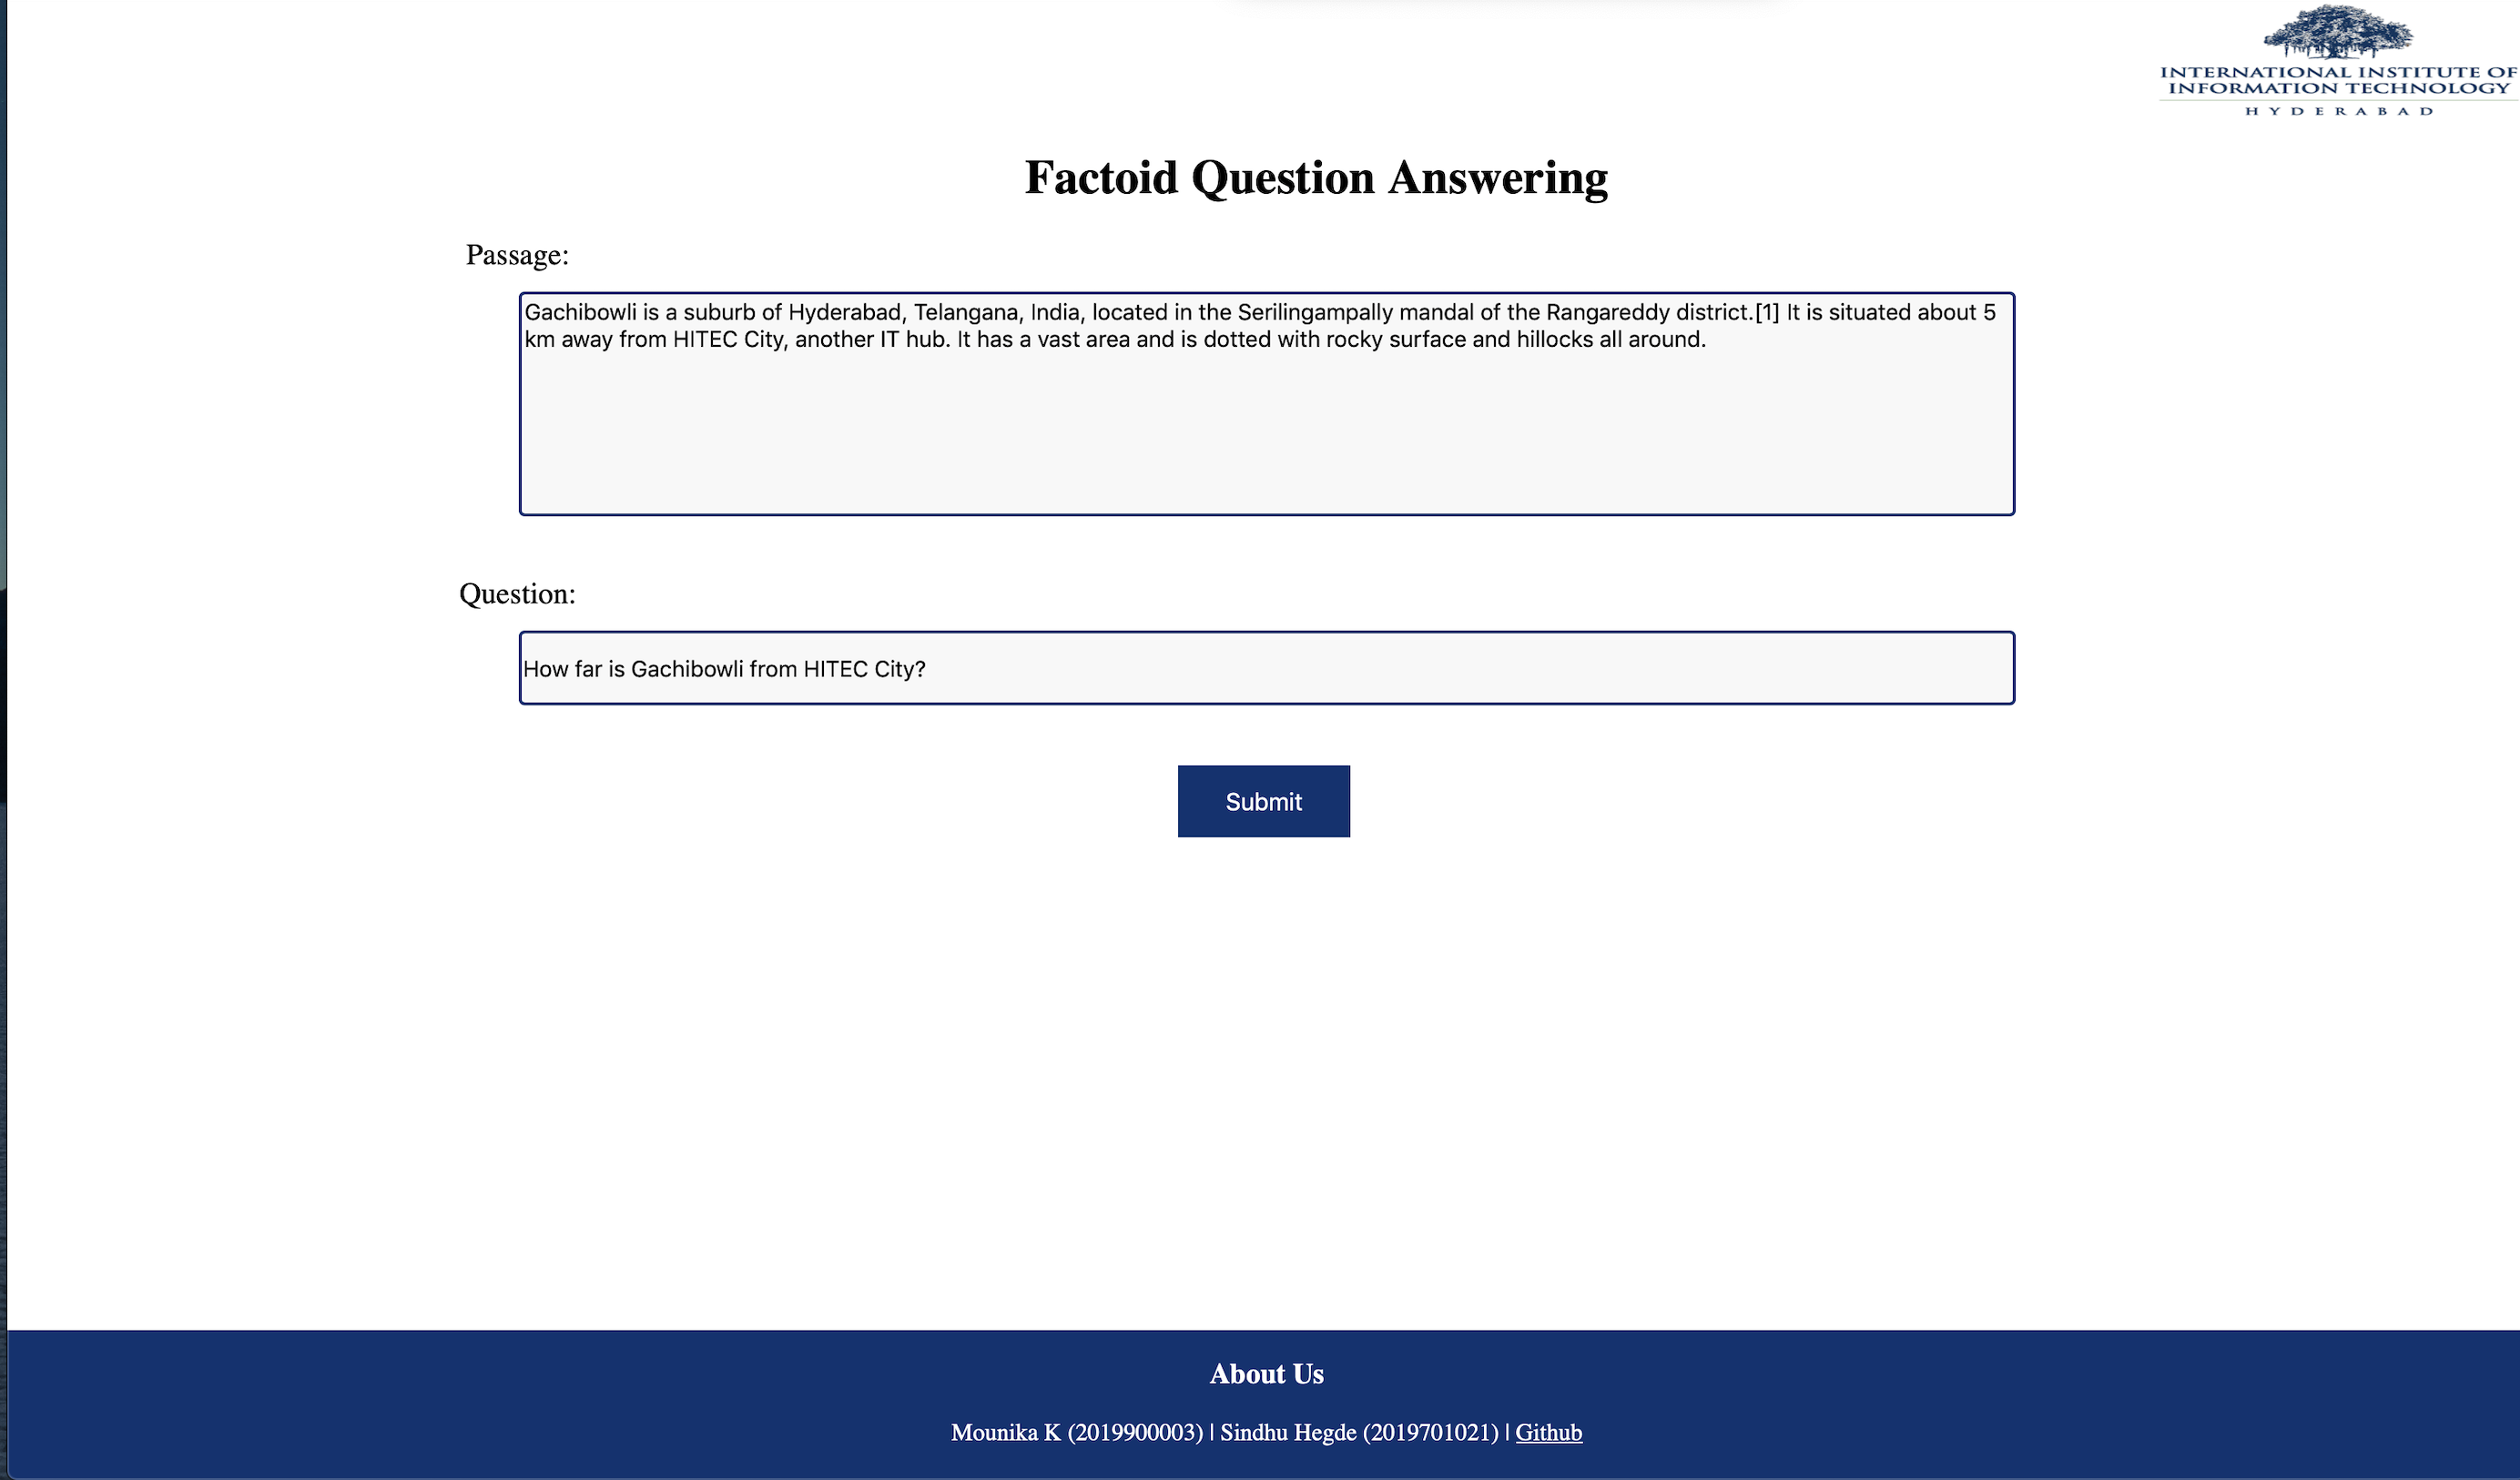 INTERNATIONAL INSTITUTE OF
INFORMATION TECHNOLOGY
HYDERABAD
Factoid Question Answering
Passage:
Gachibowli is a suburb of Hyderabad, Telangana, India, located in the Serilingampally mandal of the Rangareddy district.[1] It is situated about 5
km away from HITEC City, another IT hub. It has a vast area and is dotted with rocky surface and hillocks all around.
Question:
How far is Gachibowli from HITEC City?
Submit
About Us
Mounika K (2019900003) | Sindhu Hegde (2019701021) | Github